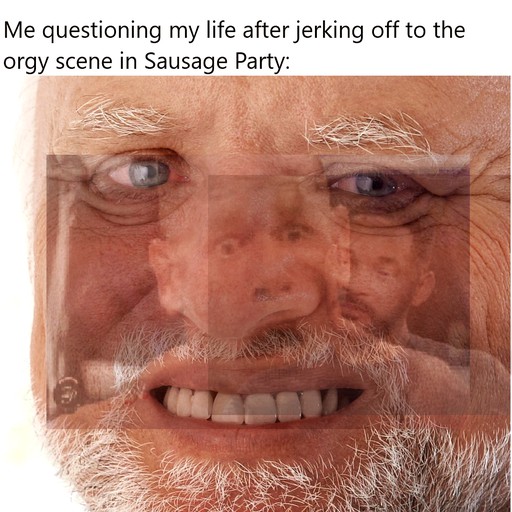 Me questioning my life after jerking off to the
orgy scene in Sausage Party: